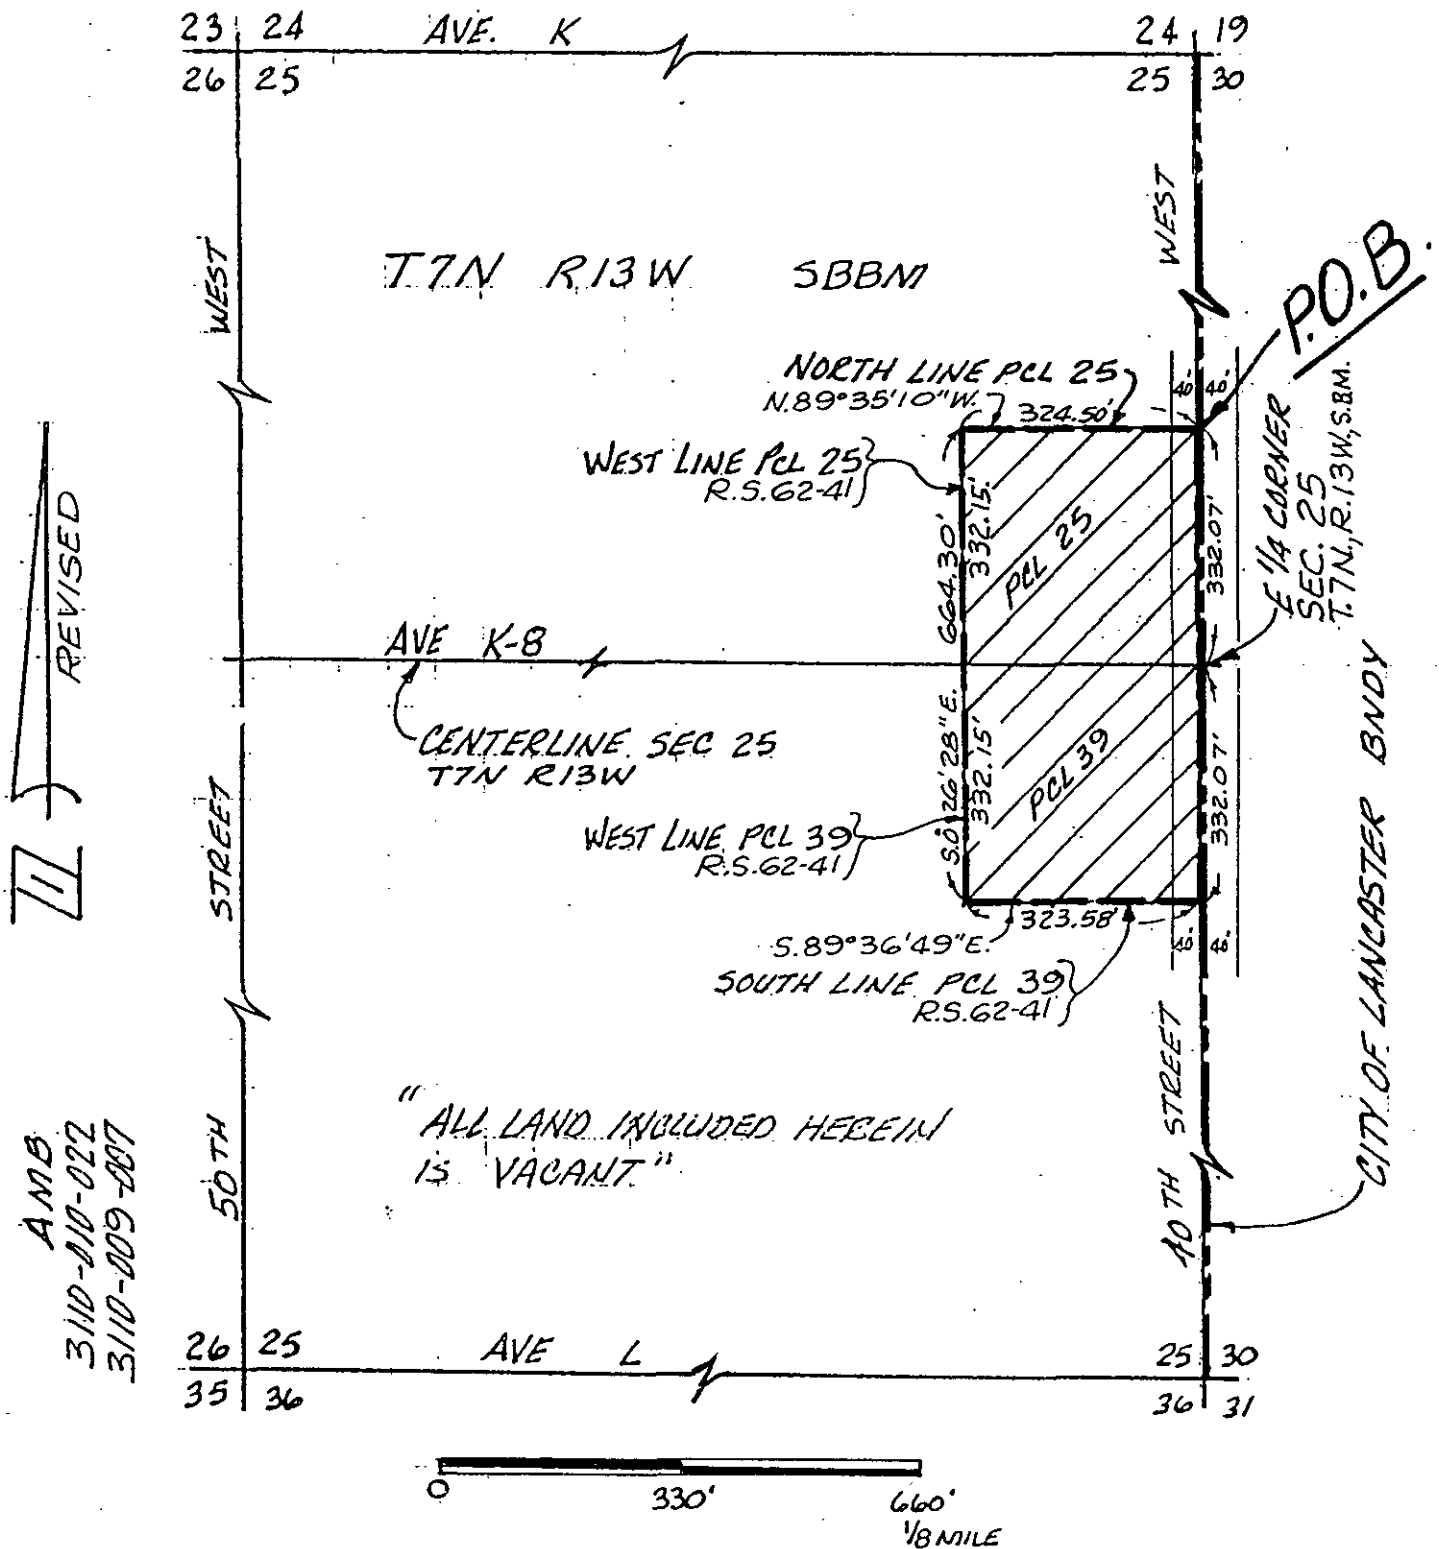 23 24 AVE. K 24 19
26 25 25 30
T7N R13W SBBM
WEST
WEST
P.O.B.
NORTH LINE PCL 25
N.89°35'10"W.
324.50'
40' 40'
WEST LINE PCL 25
R.S.62-41
664.30'
332.15'
PCL 25
332.07'
E 1/4 CORNER
SEC. 25
T.7N.,R.13W.,S.B.M.
REVISED
AVE K-8
CENTERLINE SEC 25
T7N R13W
S.0°26'28"E.
332.15'
PCL 39
332.07'
WEST LINE PCL 39
R.S.62-41
323.58'
S.89°36'49"E.
40' 40'
SOUTH LINE PCL 39
R.S.62-41
50TH STREET
40TH STREET
CITY OF LANCASTER BNDY
"ALL LAND INCLUDED HEREIN
IS VACANT"
AMB
3110-010-022
3110-009-007
26 25 AVE L 25 30
35 36 36 31
0 330' 660'
1/8 MILE